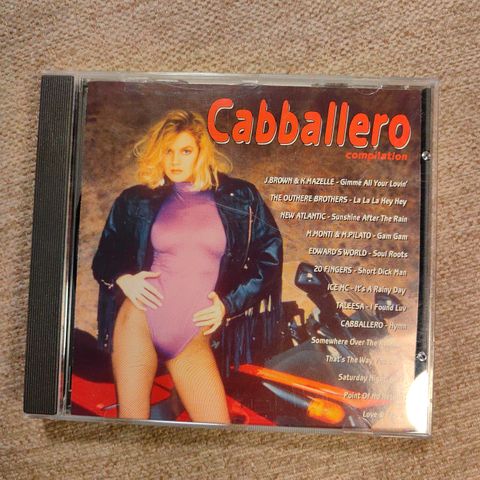 Cabballero
compilation
J.BROWN & K.MAZELLE - Gimme All Your Lovin'
THE OUTHERE BROTHERS - La La La Hey Hey
NEW ATLANTIC - Sunshine After The Rain
M.MONTI & M.PILATO - Gam Gam
EDWARD'S WORLD - Soul Roots
20 FINGERS - Short Dick Man
ICE MC - It's A Rainy Day
TALEESA - I Found Luv
CABBALLERO - Hymn
Somewhere Over The
That's The Way
Saturday
Point Of No
Love